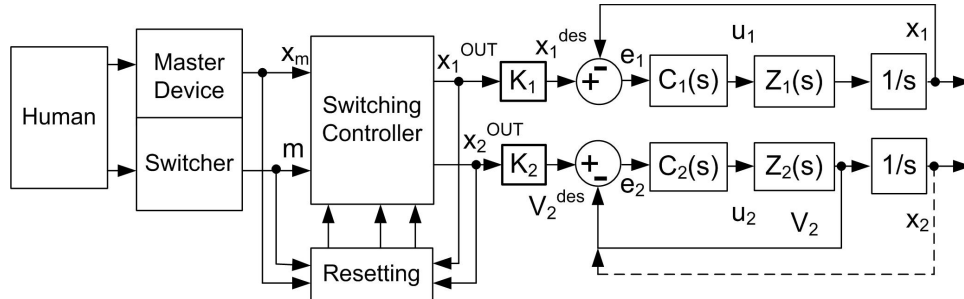 Human
Master
Device
Switcher
x_m
m
Switching
Controller
Resetting
x_1^OUT
x_2^OUT
K_1
K_2
x_1^des
V_2^des
+
-
e_1
+
-
e_2
C_1(s)
u_1
Z_1(s)
1/s
x_1
C_2(s)
u_2
Z_2(s)
V_2
1/s
x_2